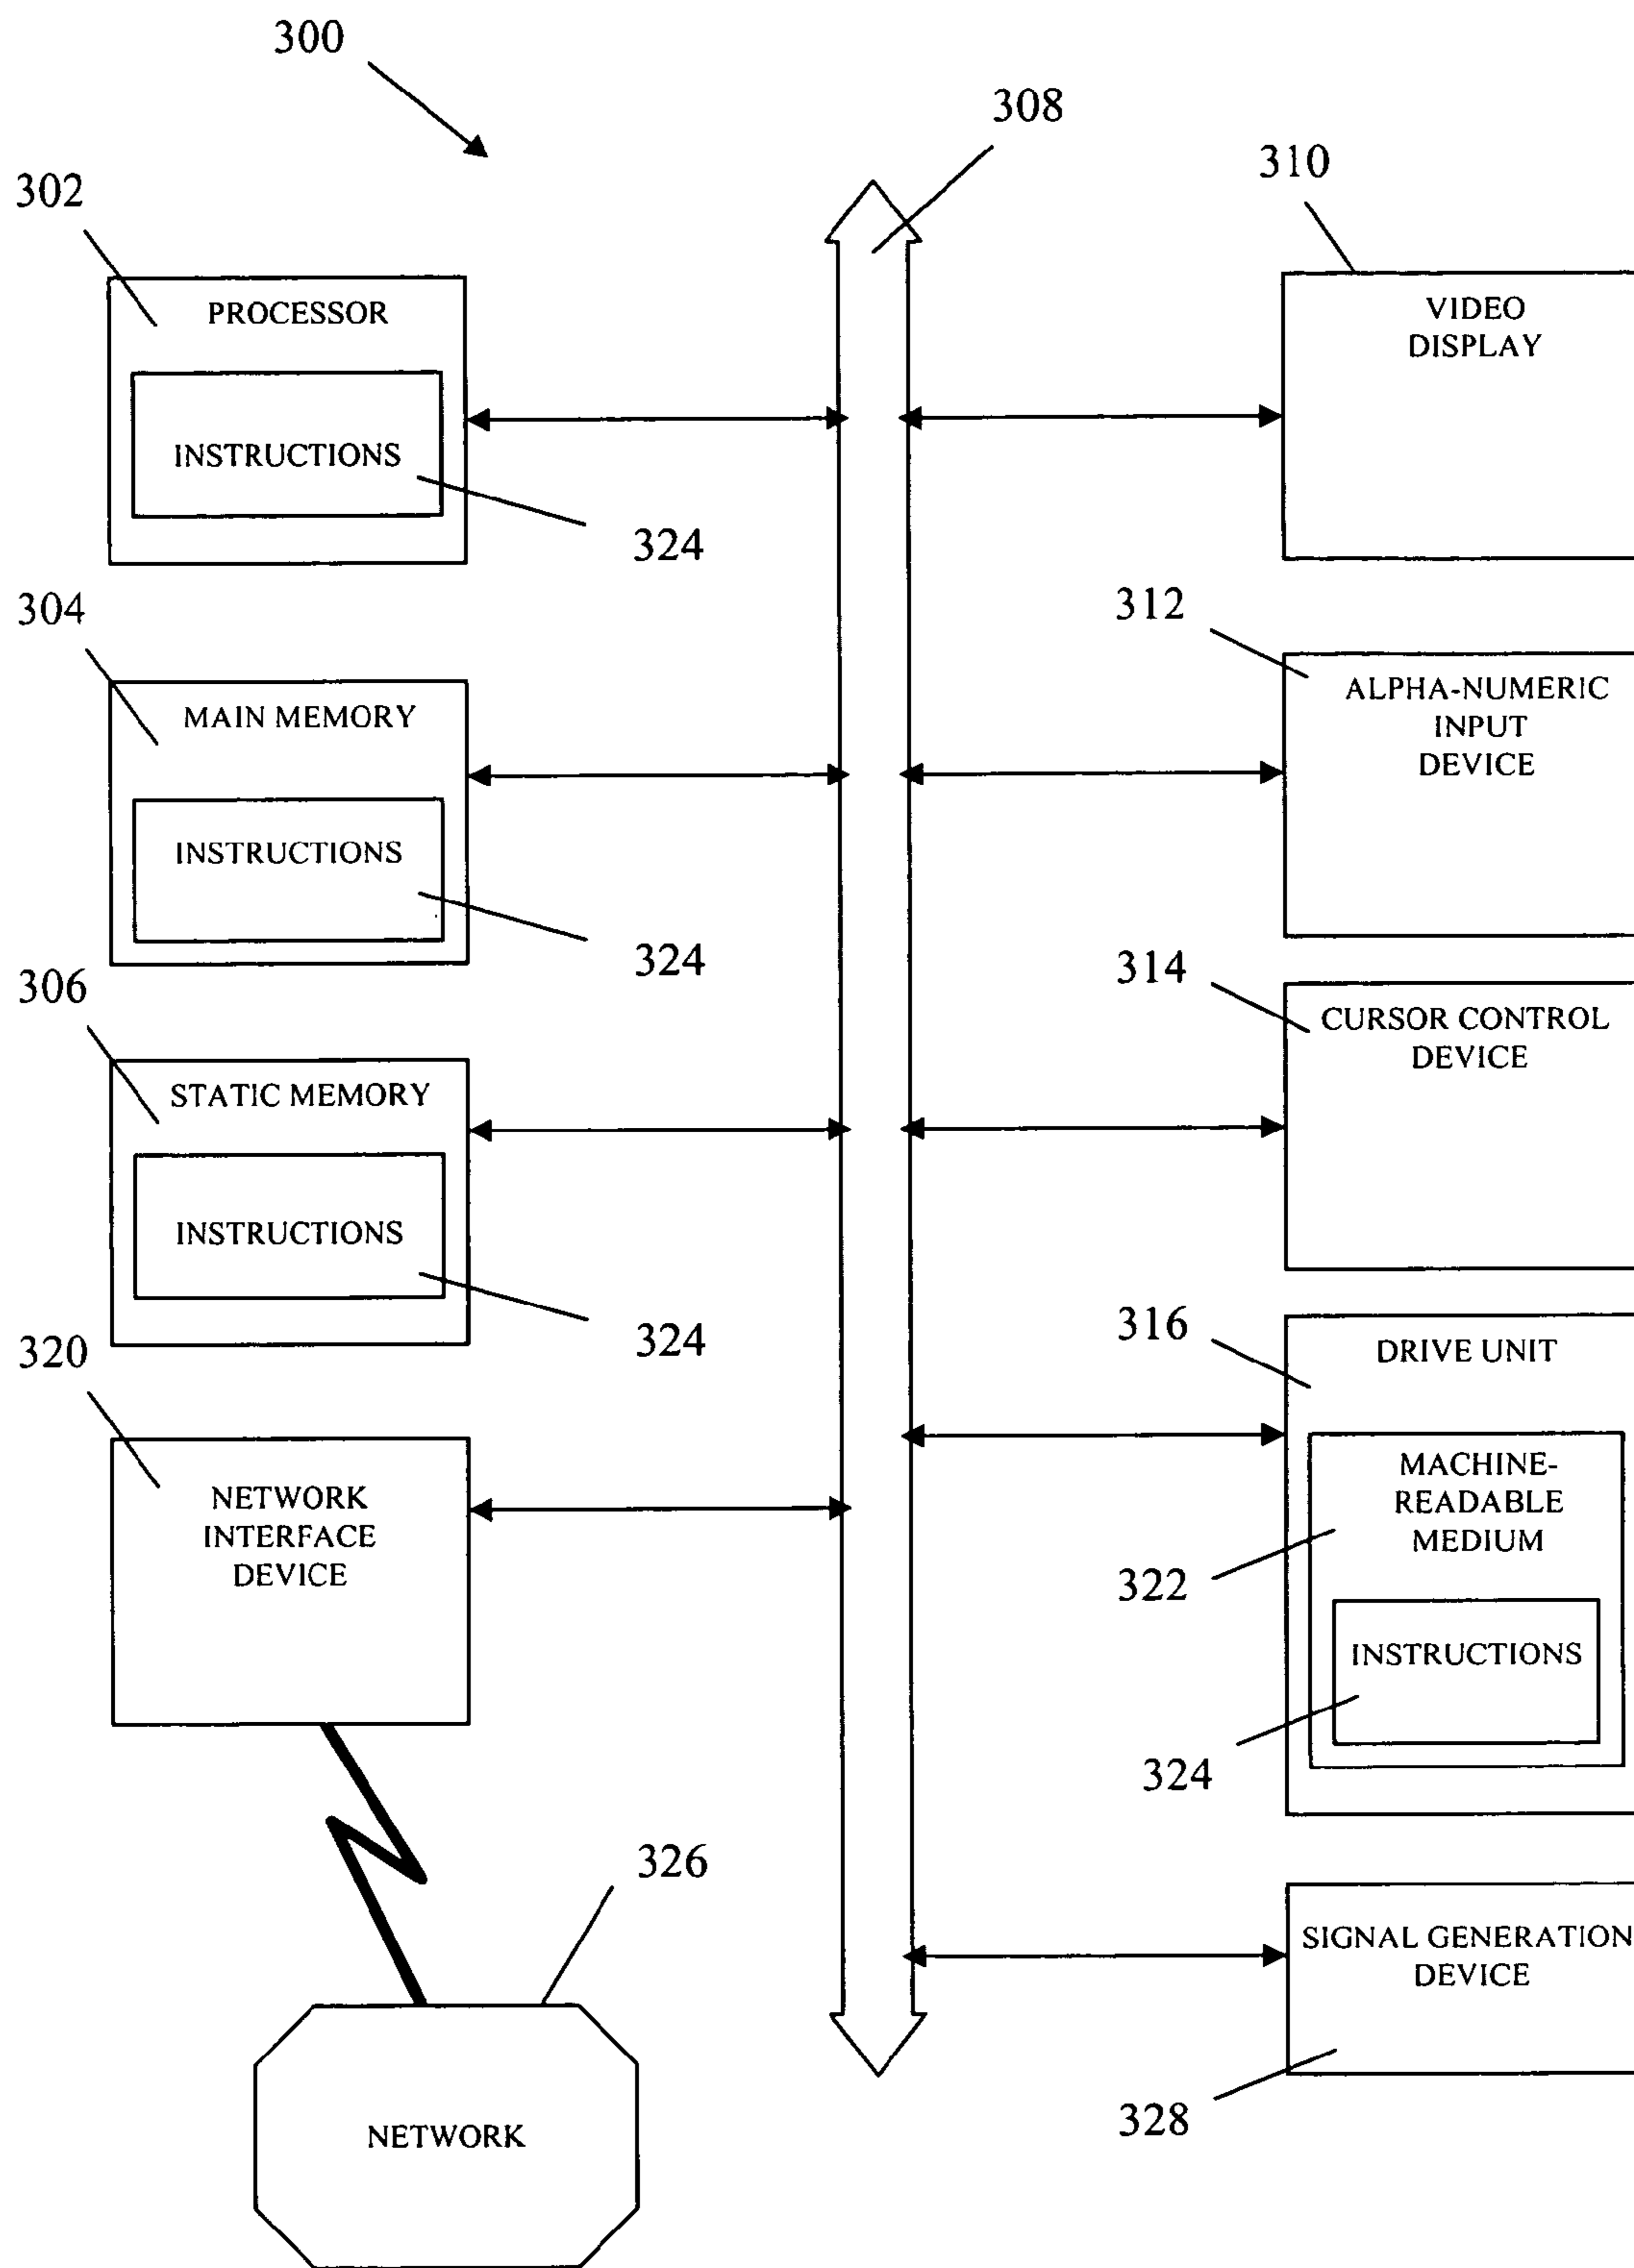 300
308
310
302
PROCESSOR
VIDEO
DISPLAY
INSTRUCTIONS
324
304
312
MAIN MEMORY
ALPHA-NUMERIC
INPUT
DEVICE
INSTRUCTIONS
324
306
314
CURSOR CONTROL
DEVICE
STATIC MEMORY
INSTRUCTIONS
324
320
316
DRIVE UNIT
NETWORK
INTERFACE
DEVICE
MACHINE-
READABLE
MEDIUM
322
INSTRUCTIONS
324
326
SIGNAL GENERATION
DEVICE
328
NETWORK